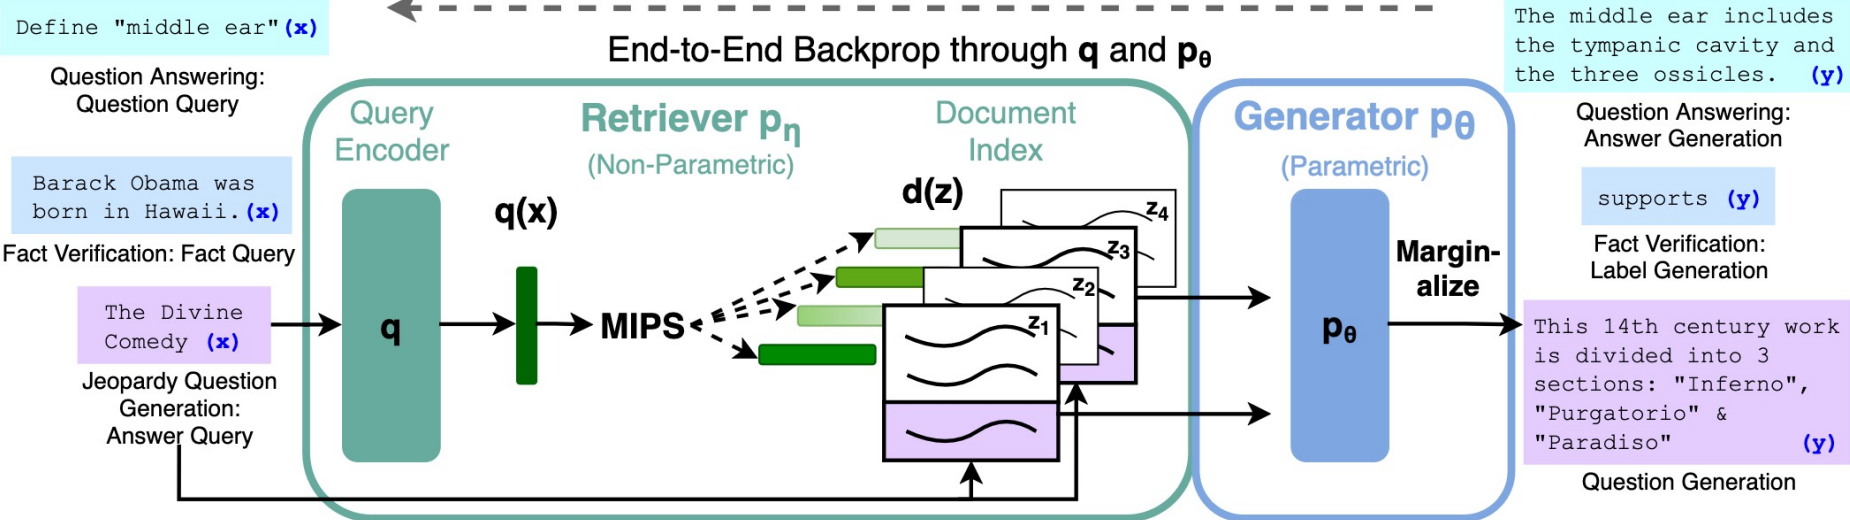 Define "middle ear" (x)
Question Answering:
Question Query
Barack Obama was
born in Hawaii. (x)
Fact Verification: Fact Query
The Divine
Comedy (x)
Jeopardy Question
Generation:
Answer Query
End-to-End Backprop through q and pθ
Query
Encoder
q
Retriever pη
(Non-Parametric)
q(x)
MIPS
Document
Index
d(z)
z4
z3
z2
z1
Generator pθ
(Parametric)
pθ
Margin-
alize
The middle ear includes
the tympanic cavity and
the three ossicles. (y)
Question Answering:
Answer Generation
supports (y)
Fact Verification:
Label Generation
This 14th century work
is divided into 3
sections: "Inferno",
"Purgatorio" &
"Paradiso" (y)
Question Generation